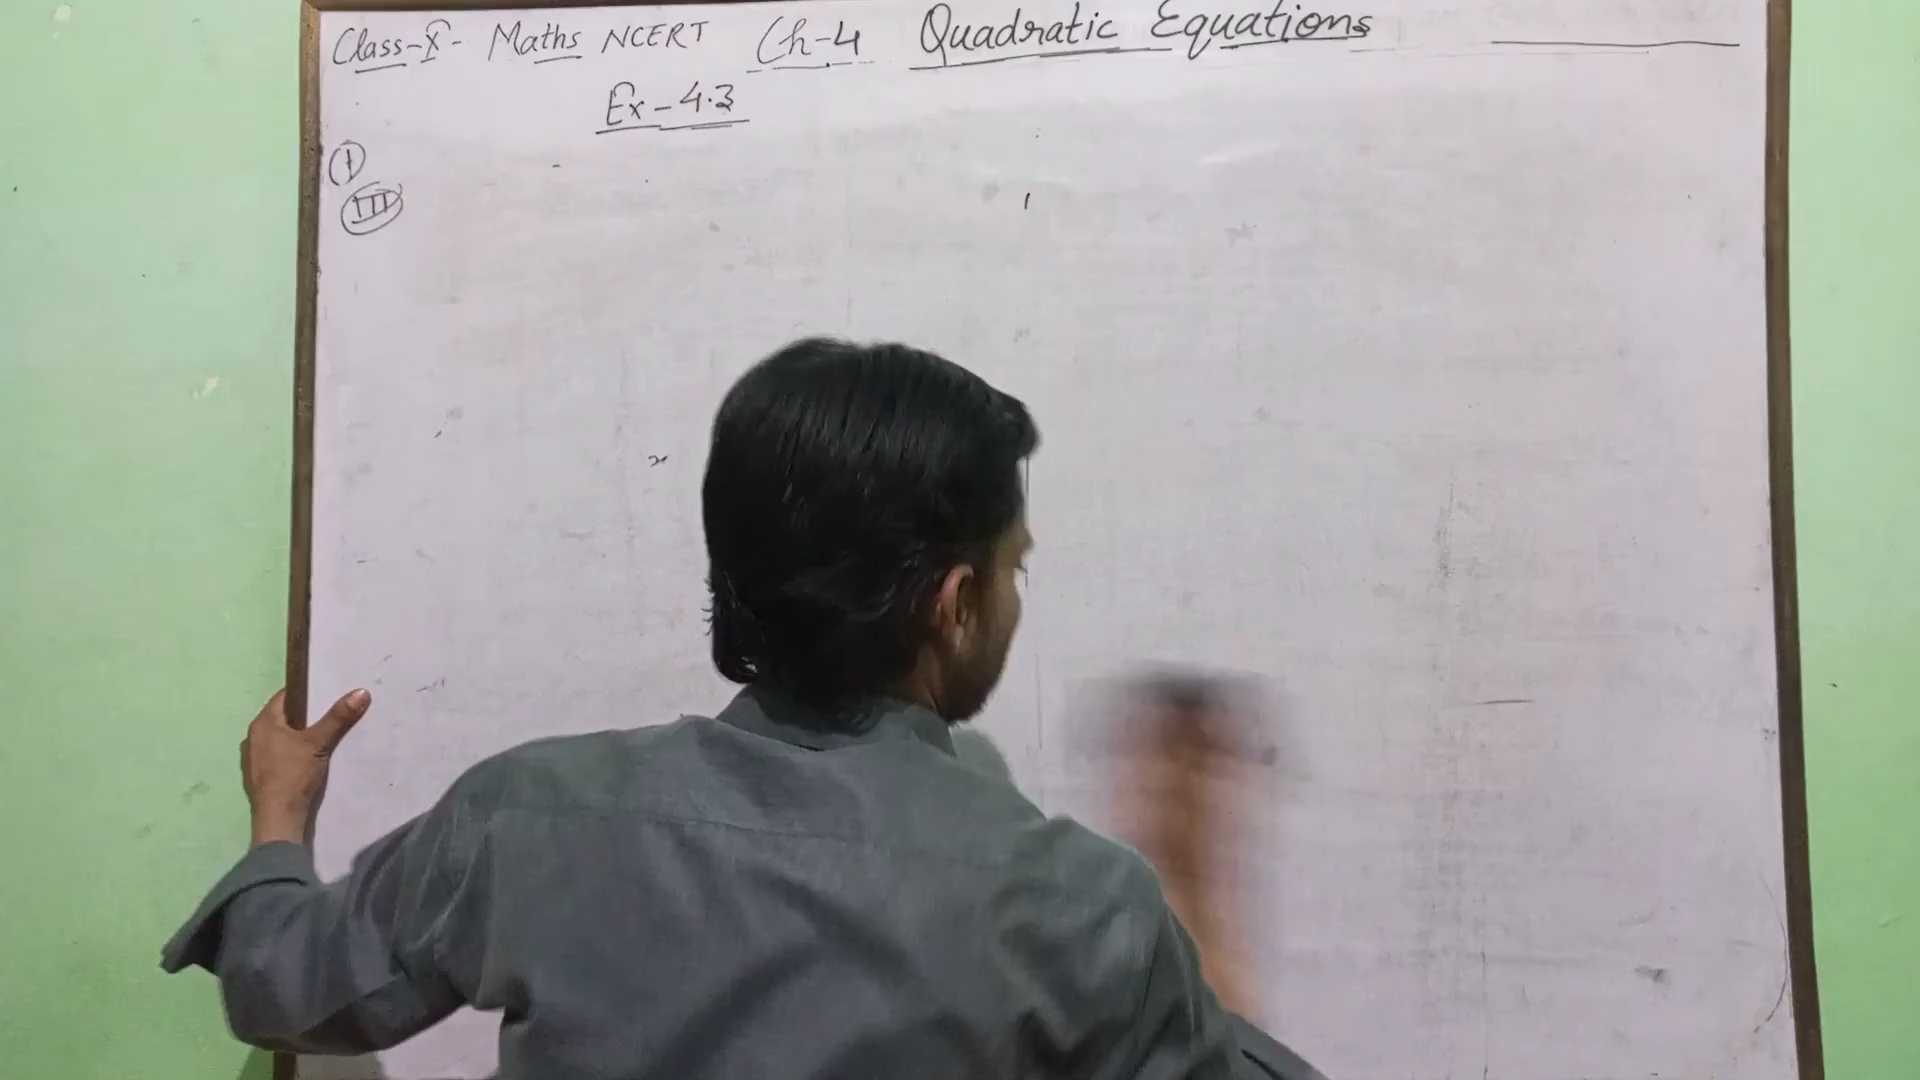 Class-X- Maths NCERT Ch-4 Quadratic Equations
Ex-4.3
(1)
(III)